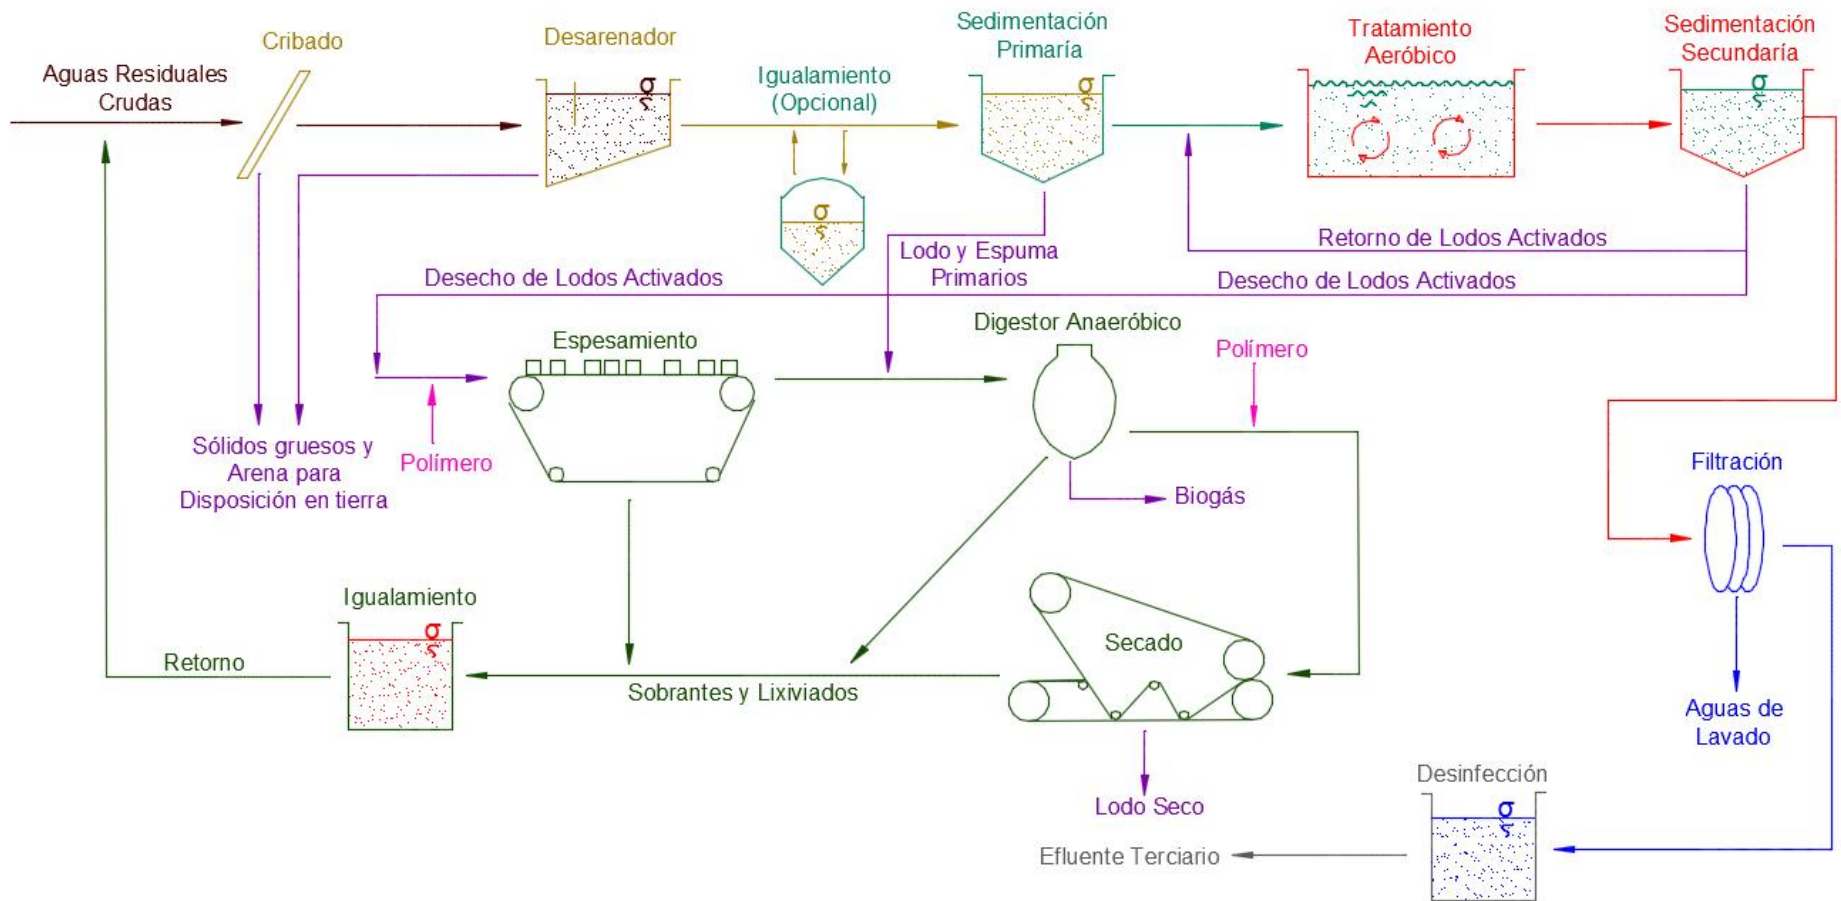 Aguas Residuales
Crudas
Cribado
Desarenador
Igualamiento
(Opcional)
Sedimentación
Primaría
Tratamiento
Aeróbico
Sedimentación
Secundaría
Retorno de Lodos Activados
Lodo y Espuma
Primarios
Desecho de Lodos Activados
Desecho de Lodos Activados
Espesamiento
Digestor Anaeróbico
Polímero
Sólidos gruesos y
Arena para
Disposición en tierra
Polímero
Biogás
Filtración
Igualamiento
Retorno
Sobrantes y Lixiviados
Secado
Aguas de
Lavado
Lodo Seco
Desinfección
Efluente Terciario